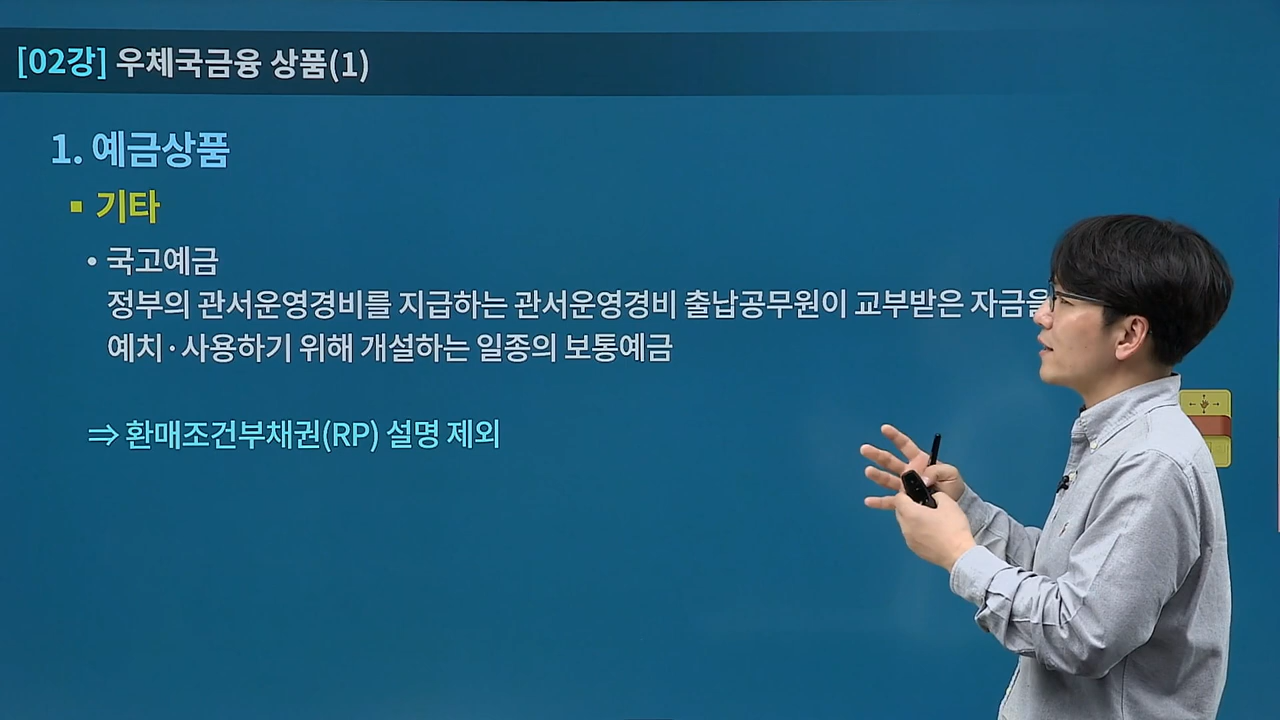 [02강] 우체국금융 상품(1)
1. 예금상품
▪ 기타
• 국고예금
정부의 관서운영경비를 지급하는 관서운영경비 출납공무원이 교부받은 자금을
예치·사용하기 위해 개설하는 일종의 보통예금
⇒ 환매조건부채권(RP) 설명 제외